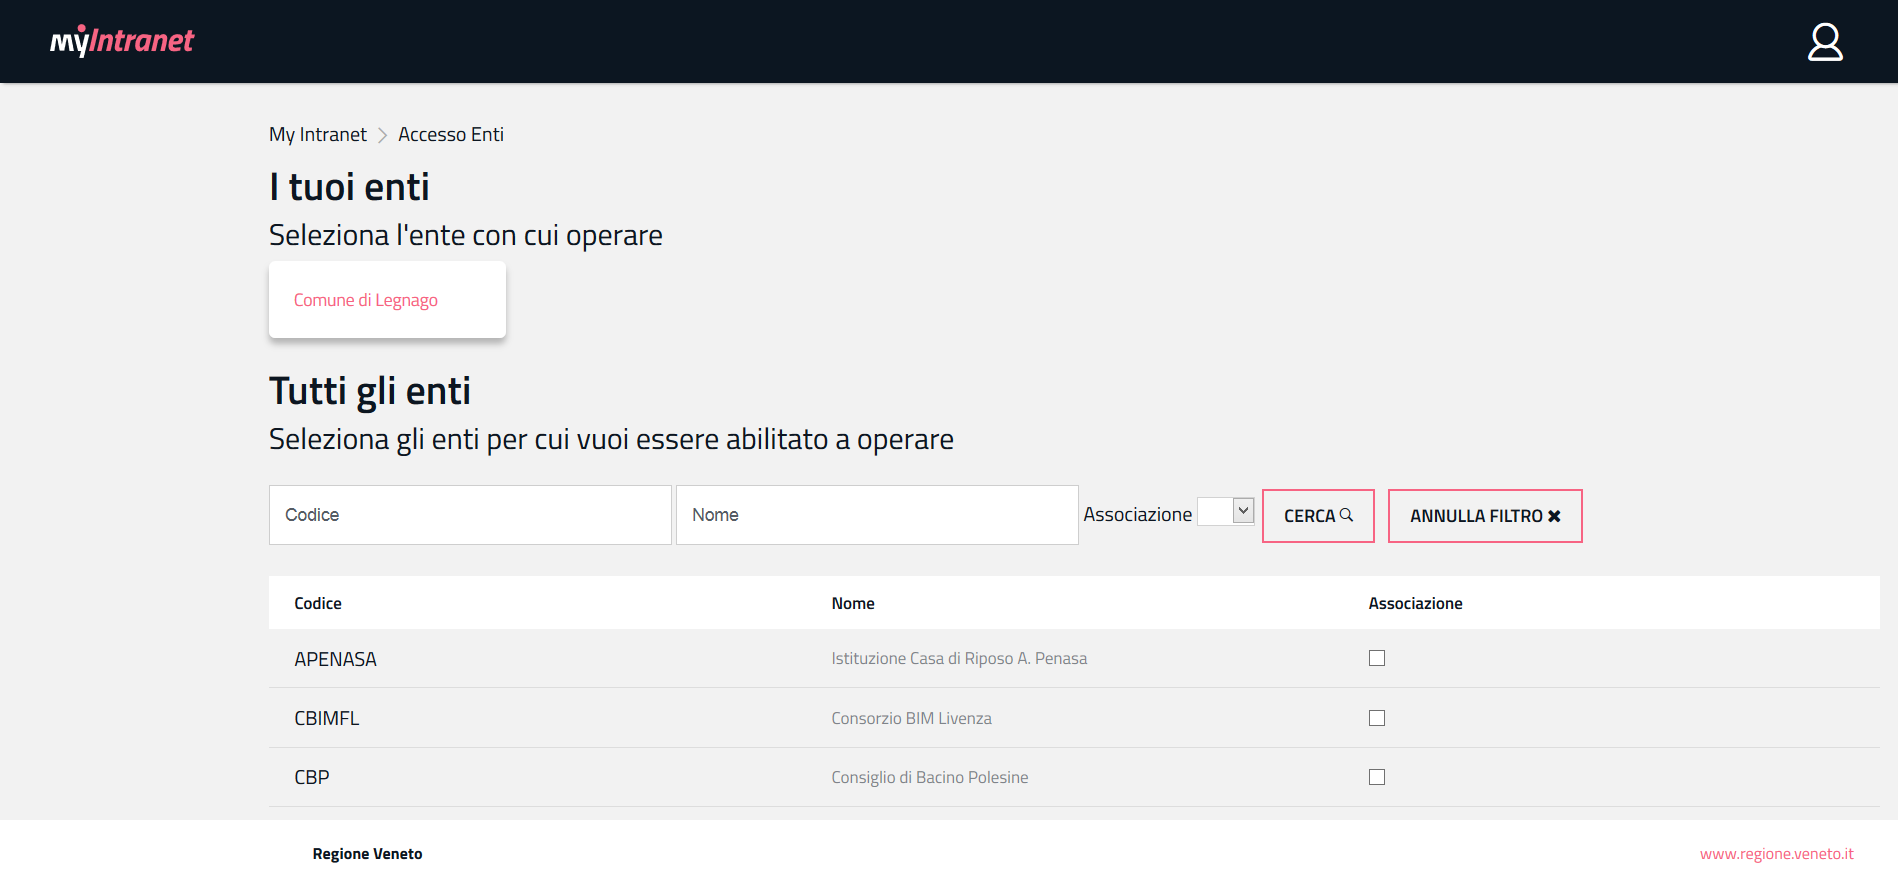 myIntranet
My Intranet > Accesso Enti
I tuoi enti
Seleziona l'ente con cui operare
Comune di Legnago
Tutti gli enti
Seleziona gli enti per cui vuoi essere abilitato a operare
Codice Nome Associazione CERCA ANNULLA FILTRO ✖
Codice Nome Associazione
APENASA Istituzione Casa di Riposo A. Penasa
CBIMFL Consorzio BIM Livenza
CBP Consiglio di Bacino Polesine
Regione Veneto www.regione.veneto.it